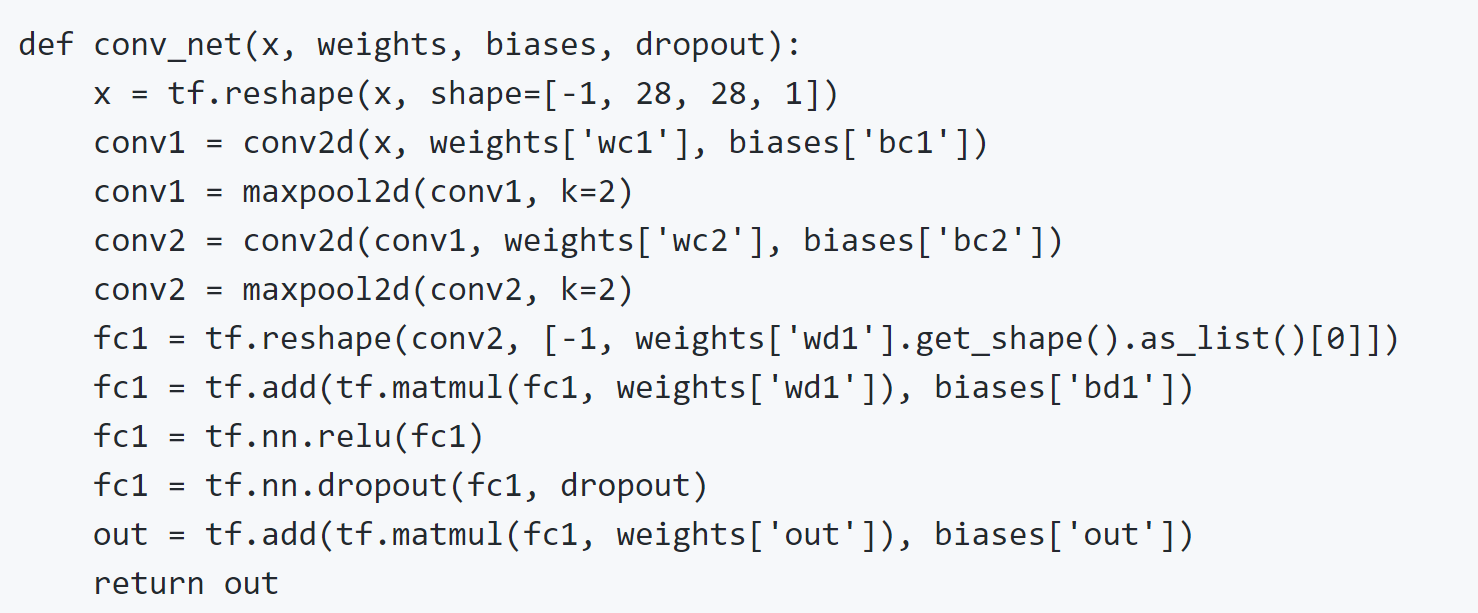 def conv_net(x, weights, biases, dropout):
    x = tf.reshape(x, shape=[-1, 28, 28, 1])
    conv1 = conv2d(x, weights['wc1'], biases['bc1'])
    conv1 = maxpool2d(conv1, k=2)
    conv2 = conv2d(conv1, weights['wc2'], biases['bc2'])
    conv2 = maxpool2d(conv2, k=2)
    fc1 = tf.reshape(conv2, [-1, weights['wd1'].get_shape().as_list()[0]])
    fc1 = tf.add(tf.matmul(fc1, weights['wd1']), biases['bd1'])
    fc1 = tf.nn.relu(fc1)
    fc1 = tf.nn.dropout(fc1, dropout)
    out = tf.add(tf.matmul(fc1, weights['out']), biases['out'])
    return out